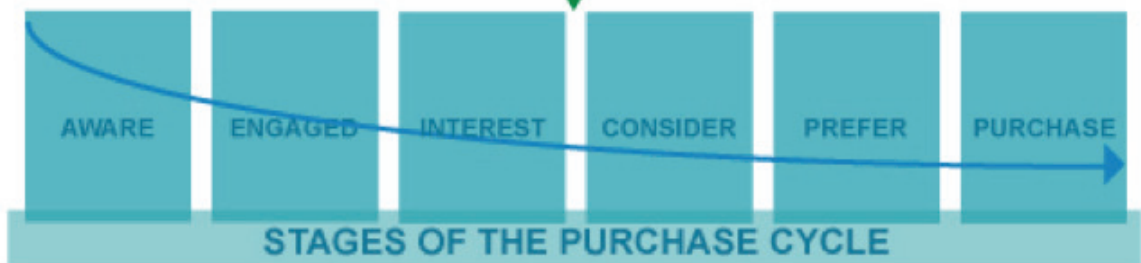 AWARE ENGAGED INTEREST CONSIDER PREFER PURCHASE
STAGES OF THE PURCHASE CYCLE